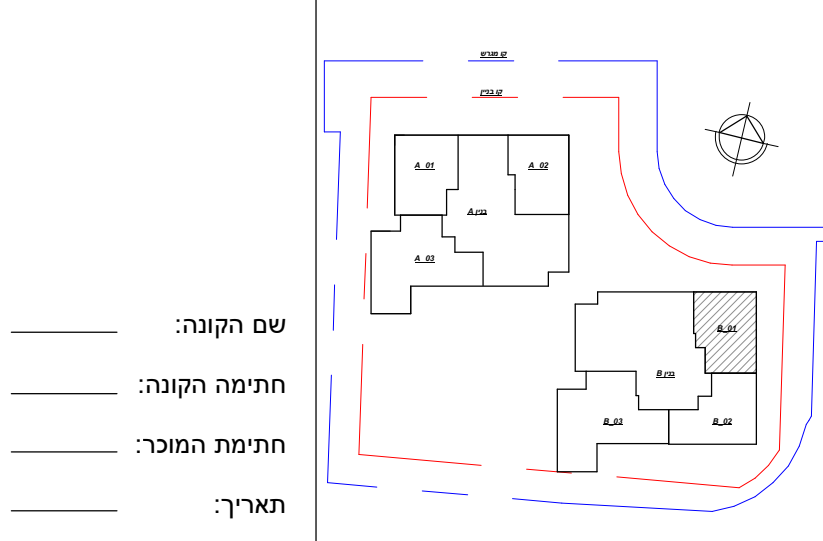 קו מגרש
קו בניין
A_01
A_02
בניין A
A_03
B_01
בניין B
B_03
B_02
שם הקונה:
חתימה הקונה:
חתימת המוכר:
תאריך: